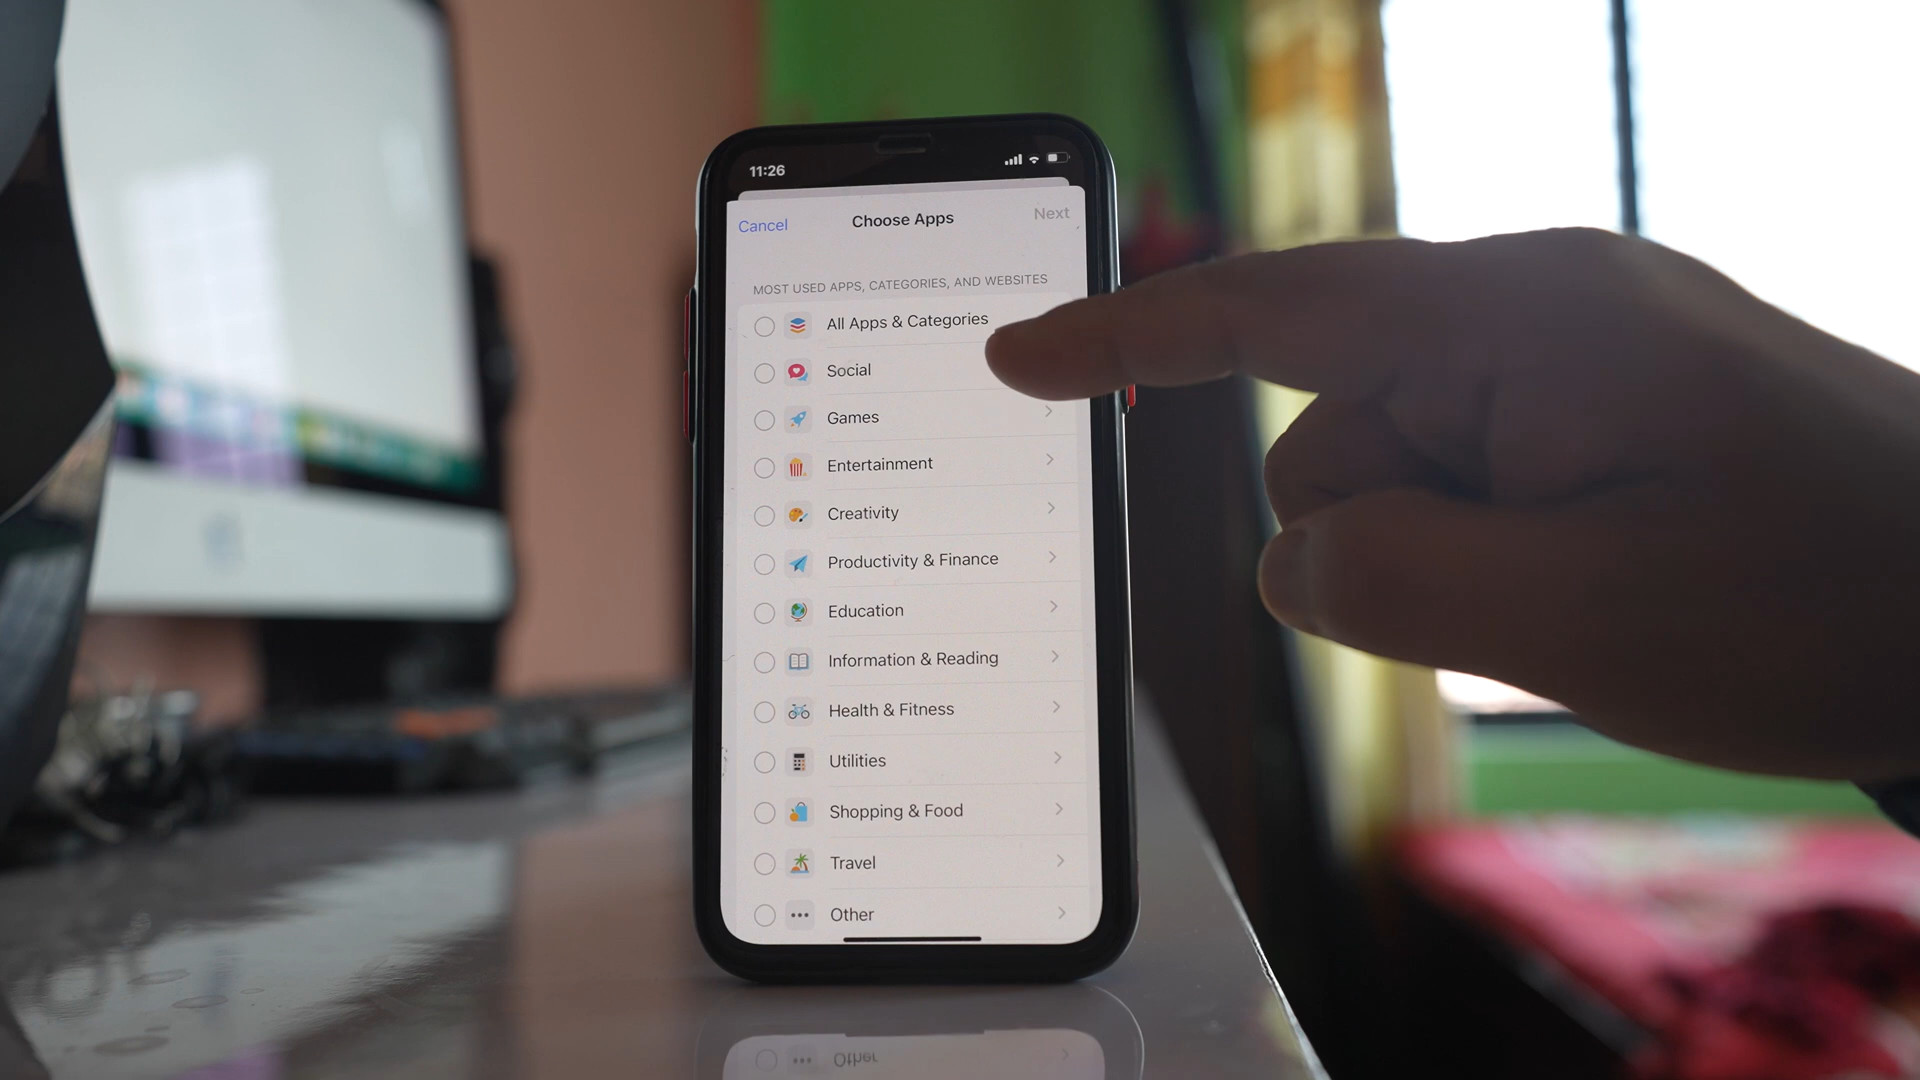 11:26
Cancel Choose Apps Next
MOST USED APPS, CATEGORIES, AND WEBSITES
All Apps & Categories
Social
Games
Entertainment
Creativity
Productivity & Finance
Education
Information & Reading
Health & Fitness
Utilities
Shopping & Food
Travel
Other
Other